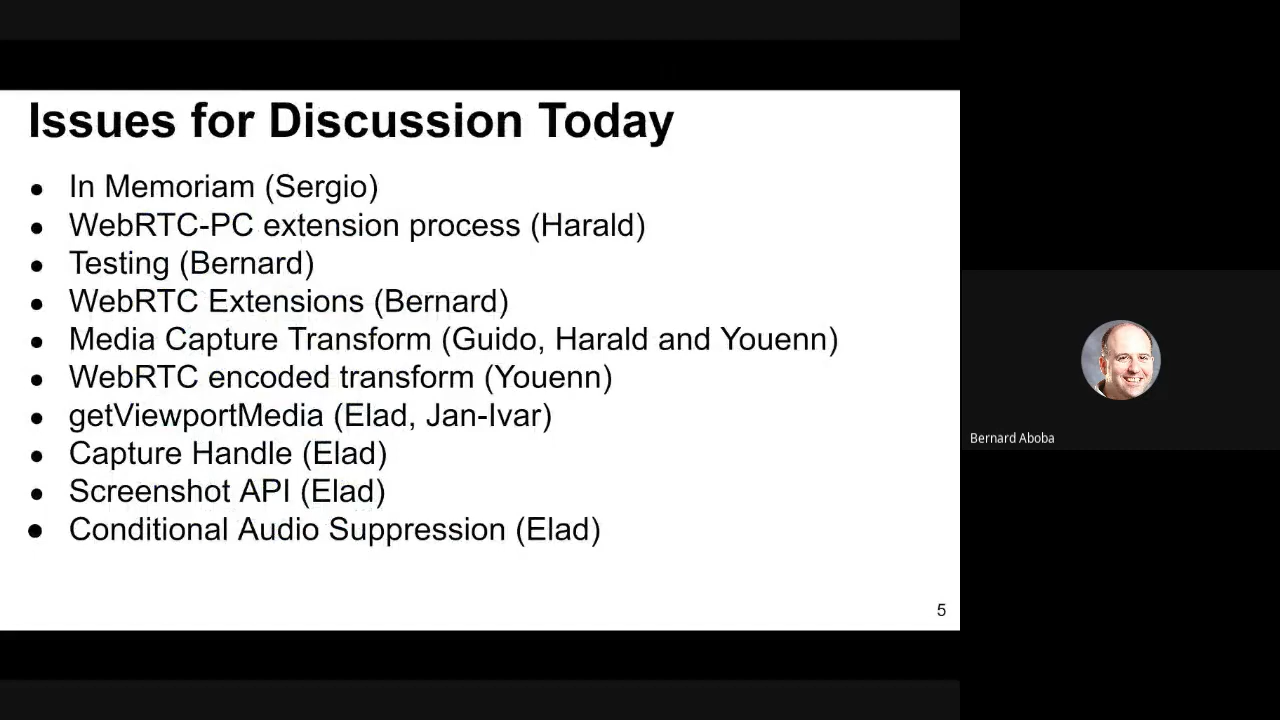 Issues for Discussion Today
● In Memoriam (Sergio)
● WebRTC-PC extension process (Harald)
● Testing (Bernard)
● WebRTC Extensions (Bernard)
● Media Capture Transform (Guido, Harald and Youenn)
● WebRTC encoded transform (Youenn)
● getViewportMedia (Elad, Jan-Ivar)
● Capture Handle (Elad)
● Screenshot API (Elad)
● Conditional Audio Suppression (Elad)
5
Bernard Aboba